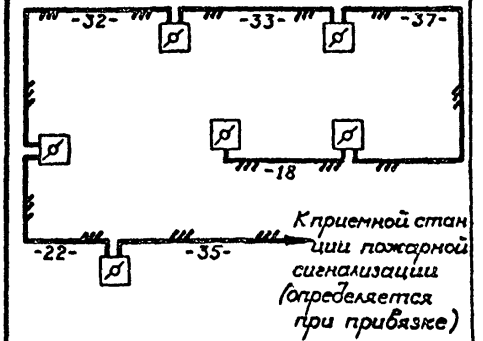 -32- -33- -37-
-18
-22- -35-
К приемной стан
ции пожарной
сигнализации
(определяется
при привязке)